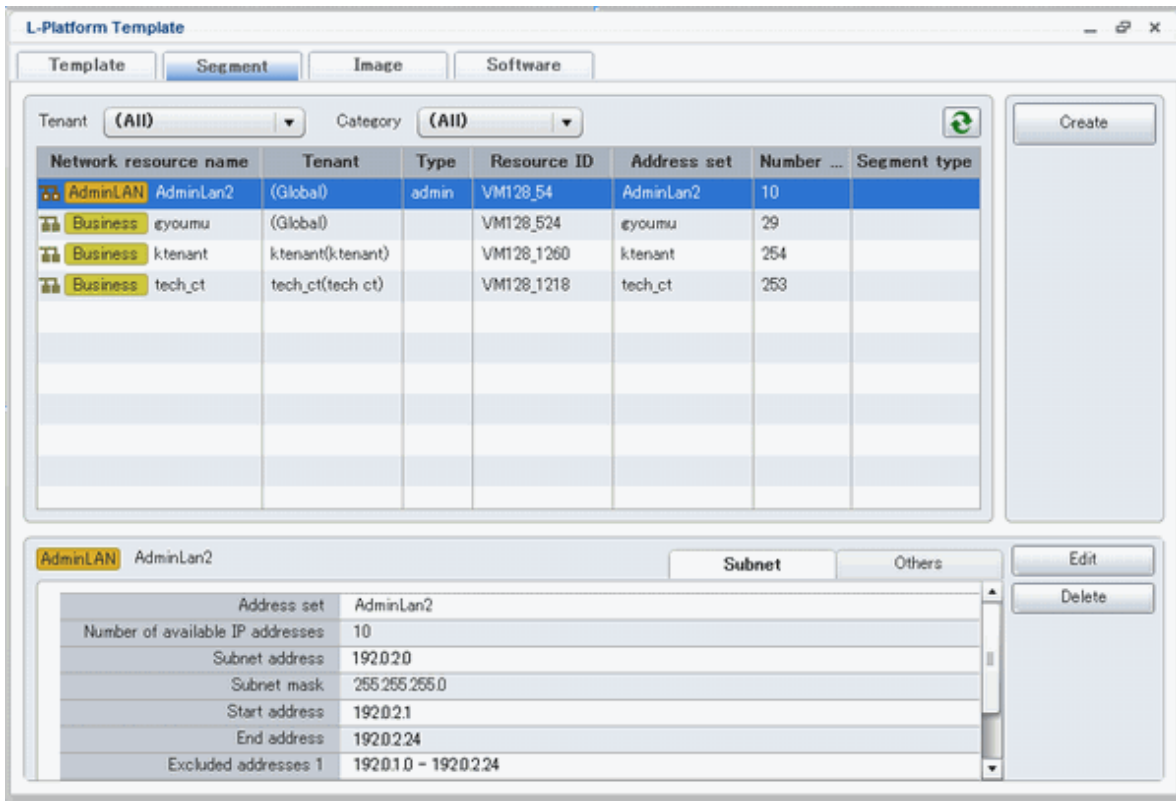 L-Platform Template
Template Segment Image Software
Tenant (All) Category (All) Create
Network resource name Tenant Type Resource ID Address set Number ... Segment type
AdminLAN AdminLan2 (Global) admin VM128_54 AdminLan2 10
Business gyoumu (Global) VM128_524 gyoumu 29
Business ktenant ktenant(ktenant) VM128_1260 ktenant 254
Business tech_ct tech_ct(tech ct) VM128_1218 tech_ct 253
AdminLAN AdminLan2 Subnet Others Edit
Delete
Address set AdminLan2
Number of available IP addresses 10
Subnet address 192.0.2.0
Subnet mask 255.255.255.0
Start address 192.0.2.1
End address 192.0.2.24
Excluded addresses 1 192.0.1.0 - 192.0.2.24